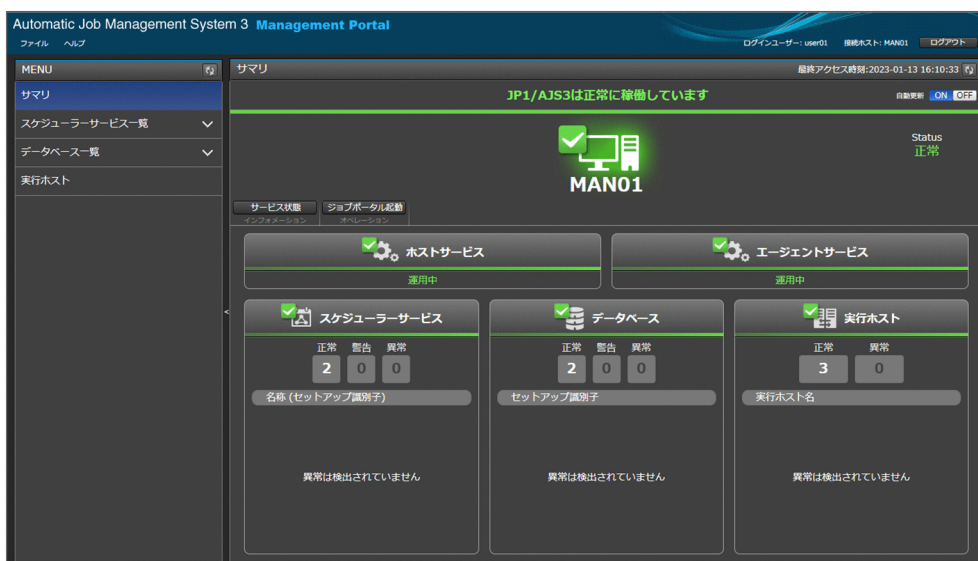 Automatic Job Management System 3 Management Portal
ファイル ヘルプ
ログインユーザー: user01 接続ホスト: MAN01 ログアウト
MENU
サマリ
最終アクセス時刻:2023-01-13 16:10:33
サマリ
スケジューラーサービス一覧
データベース一覧
実行ホスト
JP1/AJS3は正常に稼働しています
自動更新 ON OFF
MAN01
Status
正常
サービス状態 ジョブポータル起動
インフォメーション オペレーション
ホストサービス
運用中
エージェントサービス
運用中
スケジューラーサービス
正常 警告 異常
2 0 0
名称 (セットアップ識別子)
異常は検出されていません
データベース
正常 警告 異常
2 0 0
セットアップ識別子
異常は検出されていません
実行ホスト
正常 異常
3 0
実行ホスト名
異常は検出されていません